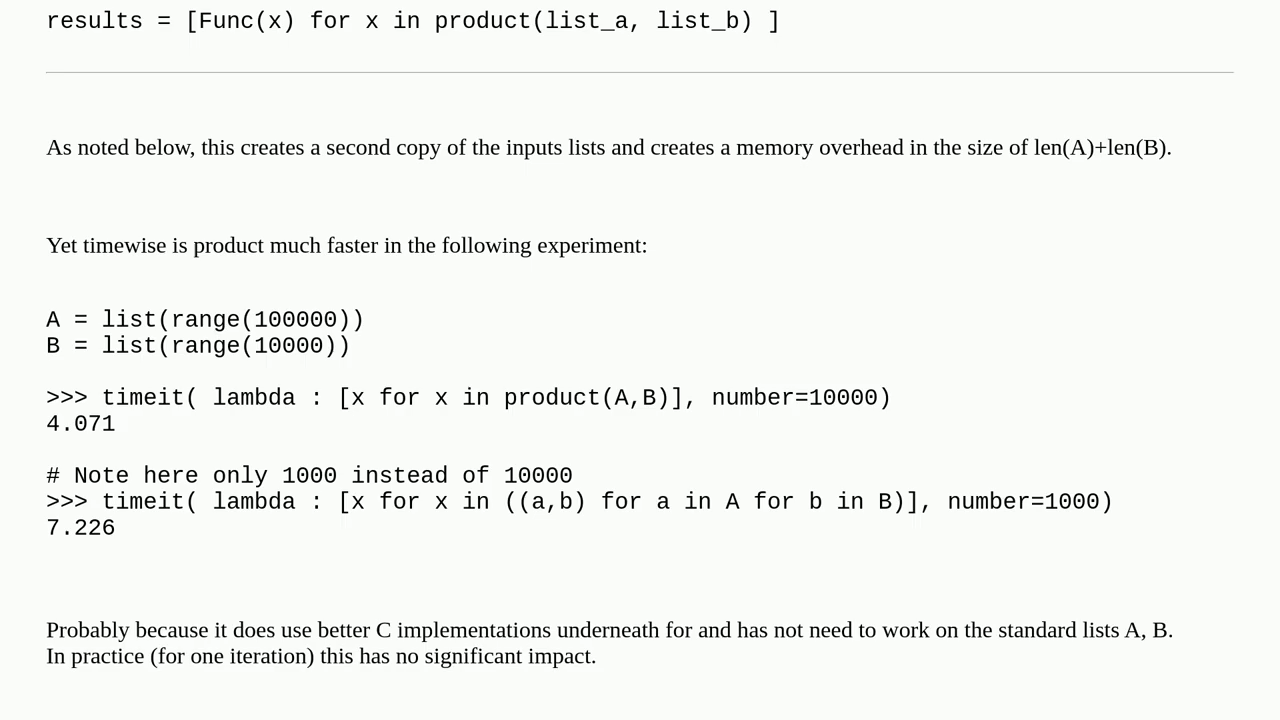 results = [Func(x) for x in product(list_a, list_b) ]
As noted below, this creates a second copy of the inputs lists and creates a memory overhead in the size of len(A)+len(B).
Yet timewise is product much faster in the following experiment:
A = list(range(100000))
B = list(range(10000))
>>> timeit( lambda : [x for x in product(A,B)], number=10000)
4.071
# Note here only 1000 instead of 10000
>>> timeit( lambda : [x for x in ((a,b) for a in A for b in B)], number=1000)
7.226
Probably because it does use better C implementations underneath for and has not need to work on the standard lists A, B.
In practice (for one iteration) this has no significant impact.